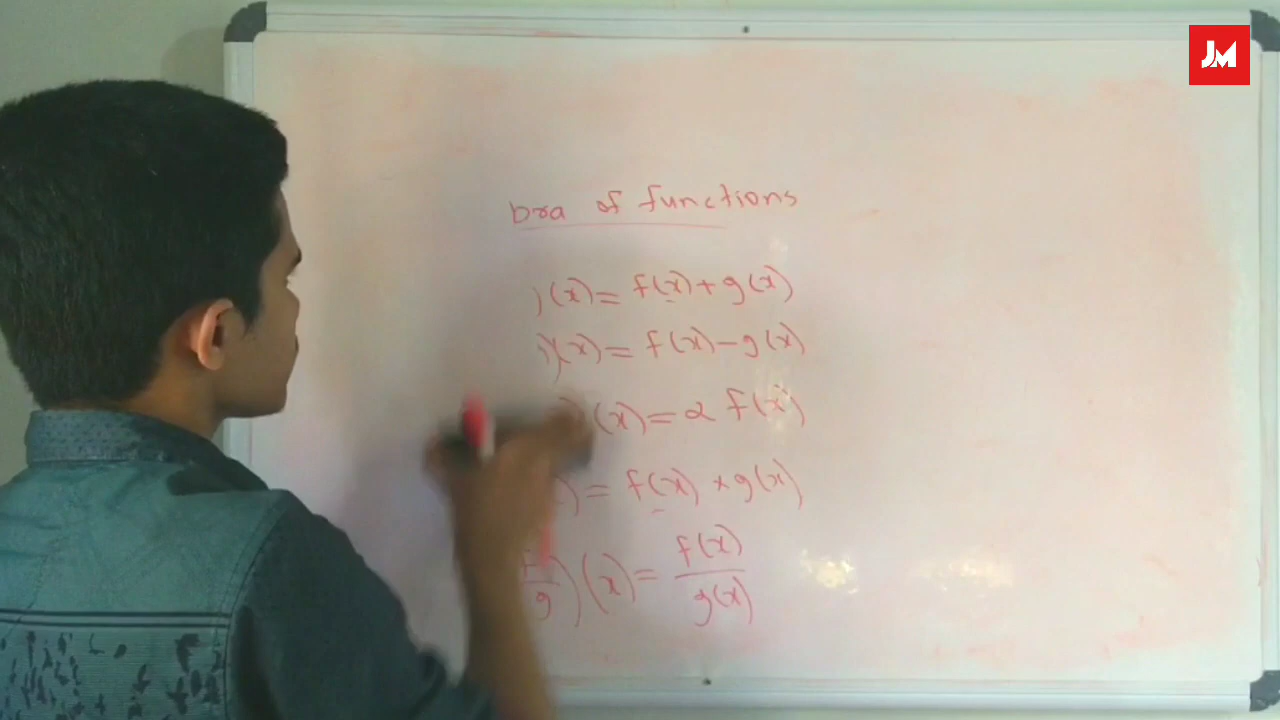 JM
bra of functions
)(x) = f(x) + g(x)
)(x) = f(x) - g(x)
)(x) = α f(x)
) = f(x) × g(x)
(f/g)(x) = f(x)/g(x)